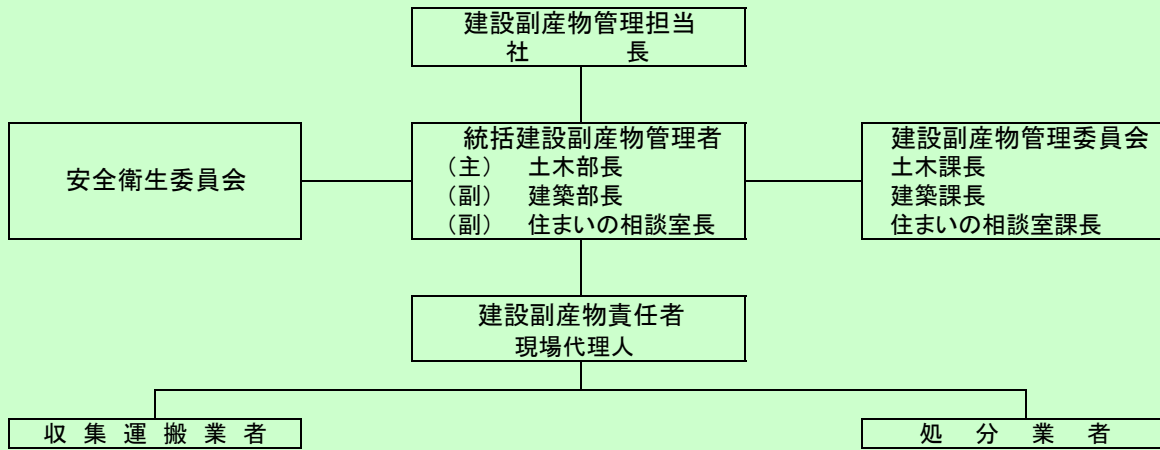 建設副産物管理担当
社　　　長
安全衛生委員会
統括建設副産物管理者
（主）　土木部長
（副）　建築部長
（副）　住まいの相談室長
建設副産物管理委員会
土木課長
建築課長
住まいの相談室課長
建設副産物責任者
現場代理人
収 集 運 搬 業 者
処　分　業　者